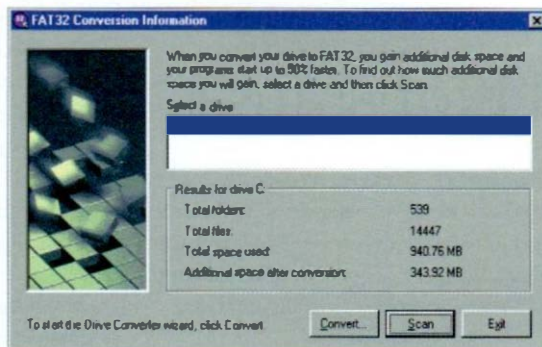 FAT32 Conversion Information
When you convert your drive to FAT32, you gain additional disk space and
your programs start up to 50% faster. To find out how much additional disk
space you will gain, select a drive and then click Scan.
Select a drive
Results for drive C:
Total folders: 539
Total files: 14447
Total space used: 940.76 MB
Additional space after conversion: 343.92 MB
To start the Drive Converter wizard, click Convert.
Convert... Scan Exit